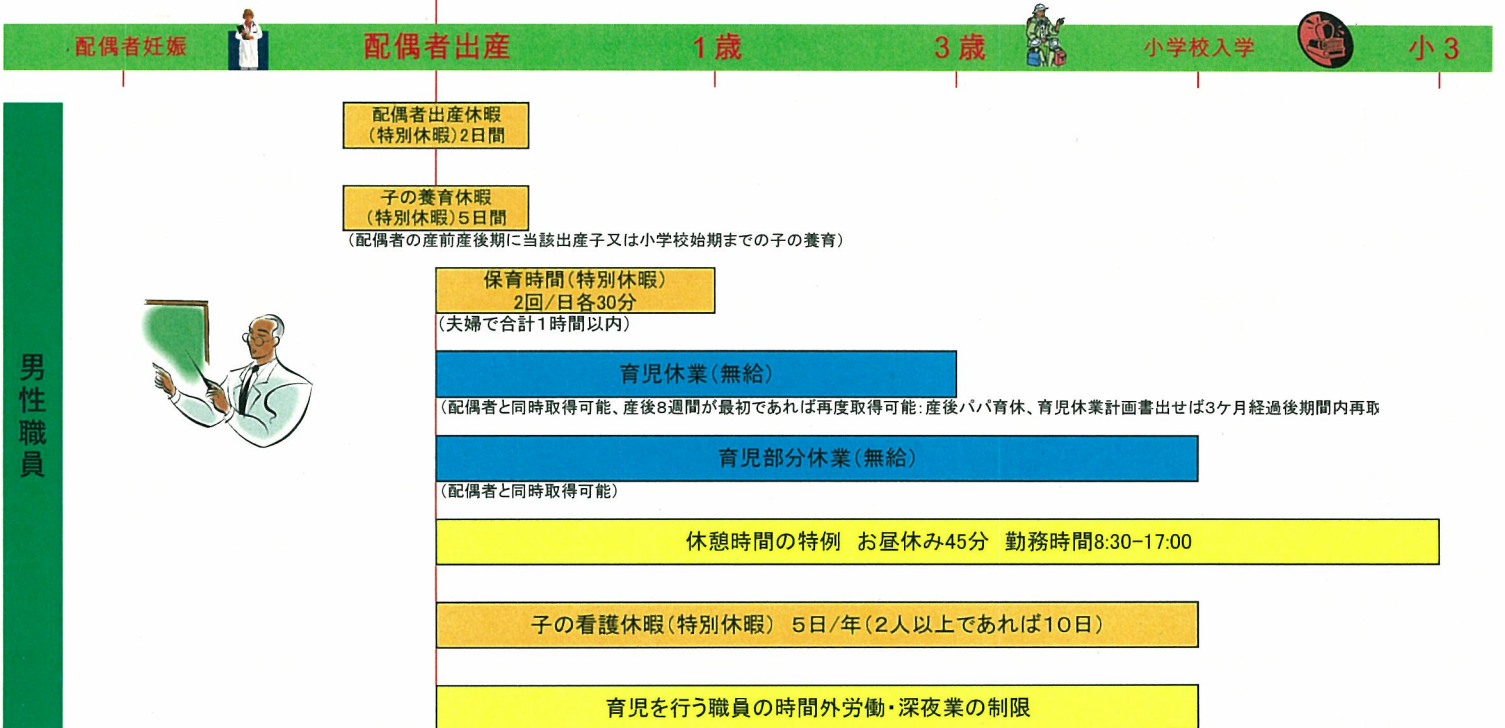 配偶者妊娠 配偶者出産 1歳 3歳 小学校入学 小3
男性職員
配偶者出産休暇
(特別休暇)2日間
子の養育休暇
(特別休暇)5日間
(配偶者の産前産後期に当該出産子又は小学校始期までの子の養育)
保育時間(特別休暇)
2回/日各30分
(夫婦で合計1時間以内)
育児休業(無給)
(配偶者と同時取得可能、産後8週間が最初であれば再度取得可能:産後パパ育休、育児休業計画書出せば3ケ月経過後期間内再取
育児部分休業(無給)
(配偶者と同時取得可能)
休憩時間の特例 お昼休み45分 勤務時間8:30-17:00
子の看護休暇(特別休暇) 5日/年(2人以上であれば10日)
育児を行う職員の時間外労働・深夜業の制限